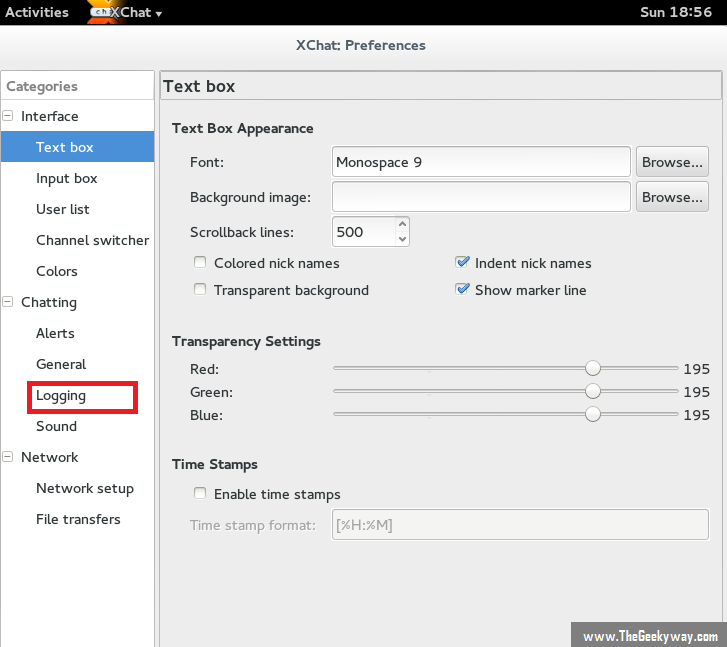 Activities XChat Sun 18:56
XChat: Preferences
Categories
Interface
Text box
Input box
User list
Channel switcher
Colors
Chatting
Alerts
General
Logging
Sound
Network
Network setup
File transfers
Text box
Text Box Appearance
Font: Monospace 9 Browse...
Background image: Browse...
Scrollback lines: 500
Colored nick names Indent nick names
Transparent background Show marker line
Transparency Settings
Red: 195
Green: 195
Blue: 195
Time Stamps
Enable time stamps
Time stamp format: [%H:%M]
www.TheGeekyway.com